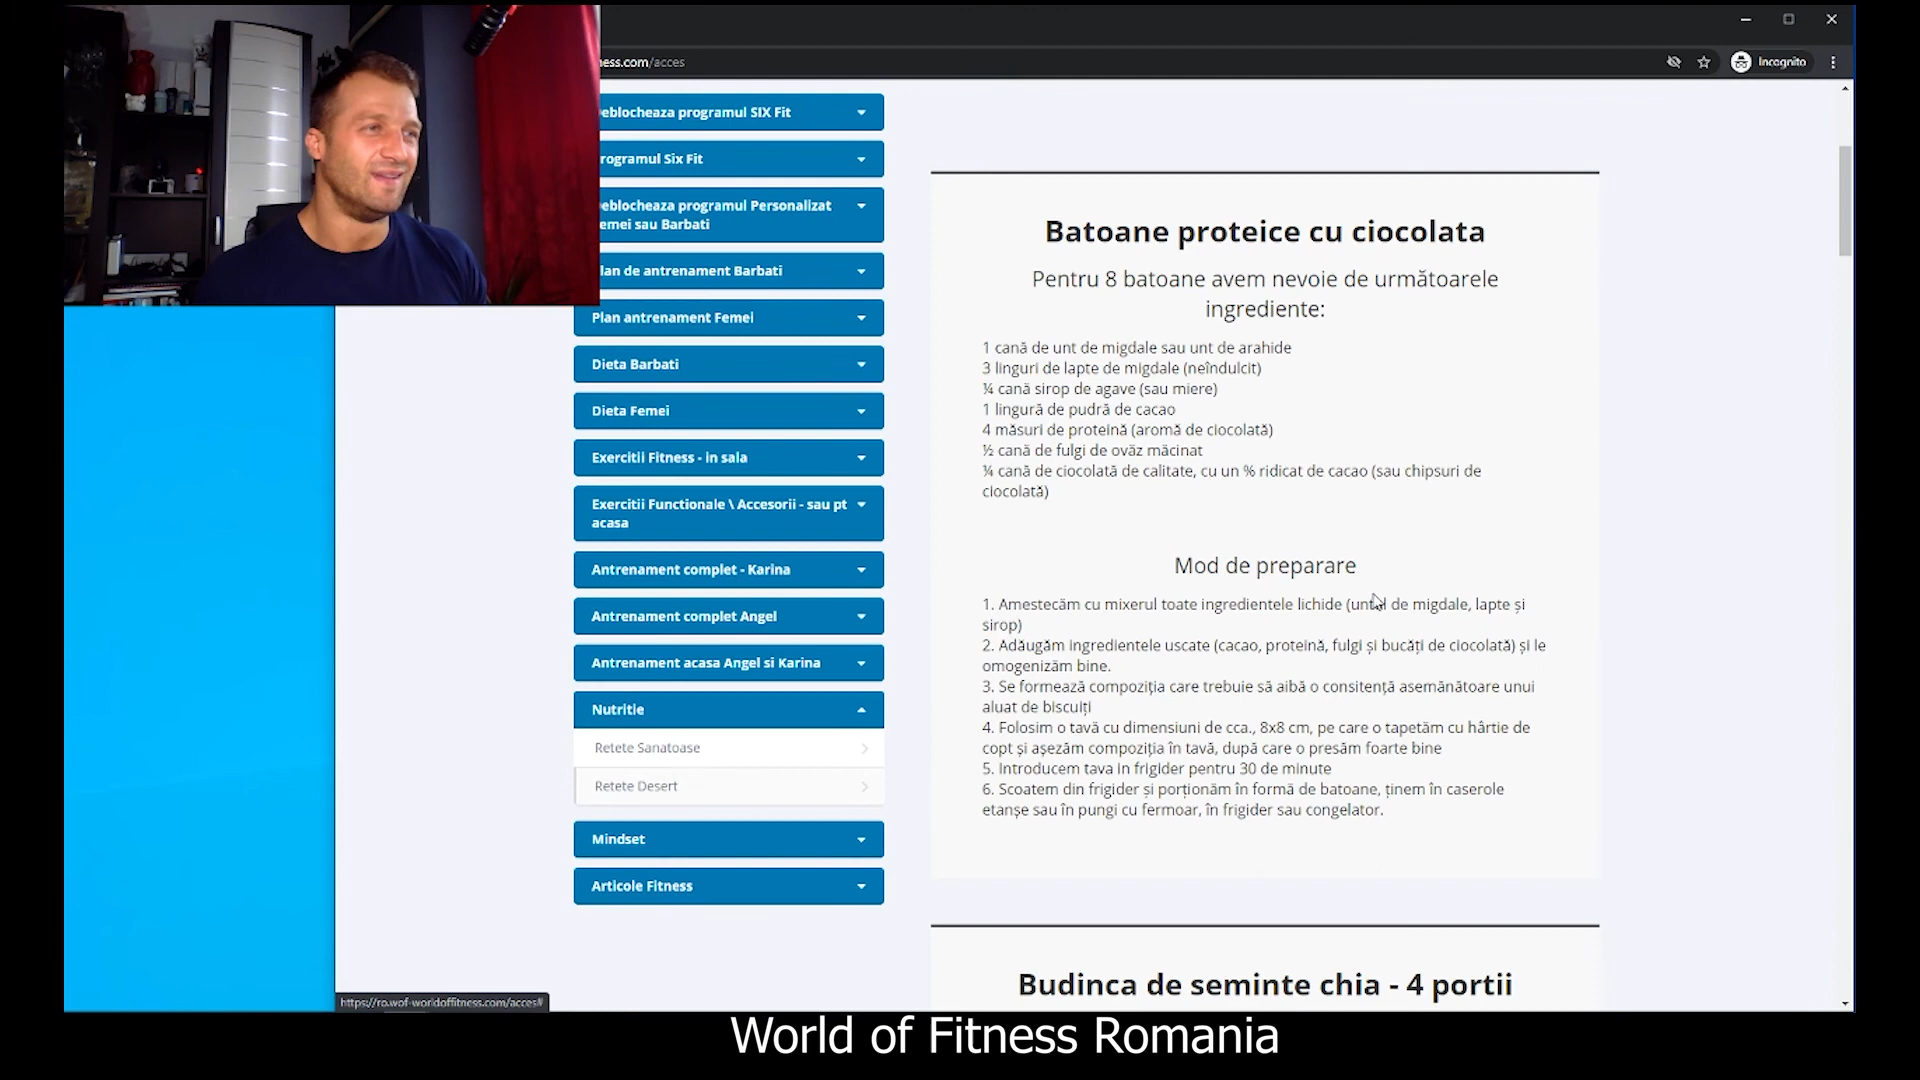 ess.com/acces
Incognito
eblocheaza programul SIX Fit
rogramul Six Fit
eblocheaza programul Personalizat
emei sau Barbati
lan de antrenament Barbati
Plan antrenament Femei
Dieta Barbati
Dieta Femei
Exercitii Fitness - in sala
Exercitii Functionale \ Accesorii - sau pt
acasa
Antrenament complet - Karina
Antrenament complet Angel
Antrenament acasa Angel si Karina
Nutritie
Retete Sanatoase
Retete Desert
Mindset
Articole Fitness
Batoane proteice cu ciocolata
Pentru 8 batoane avem nevoie de următoarele
ingrediente:
1 cană de unt de migdale sau unt de arahide
3 linguri de lapte de migdale (neîndulcit)
¼ cană sirop de agave (sau miere)
1 lingură de pudră de cacao
4 măsuri de proteină (aromă de ciocolată)
½ cană de fulgi de ovăz măcinat
¼ cană de ciocolată de calitate, cu un % ridicat de cacao (sau chipsuri de
ciocolată)
Mod de preparare
1. Amestecăm cu mixerul toate ingredientele lichide (untul de migdale, lapte și
sirop)
2. Adăugăm ingredientele uscate (cacao, proteină, fulgi și bucăți de ciocolată) și le
omogenizăm bine.
3. Se formează compoziția care trebuie să aibă o consitență asemănătoare unui
aluat de biscuiți
4. Folosim o tavă cu dimensiuni de cca., 8x8 cm, pe care o tapetăm cu hârtie de
copt și așezăm compoziția în tavă, după care o presăm foarte bine
5. Introducem tava in frigider pentru 30 de minute
6. Scoatem din frigider și porționăm în formă de batoane, ținem în caserole
etanșe sau în pungi cu fermoar, în frigider sau congelator.
Budinca de seminte chia - 4 portii
https://ro.wof-worldoffitness.com/acces#
World of Fitness Romania